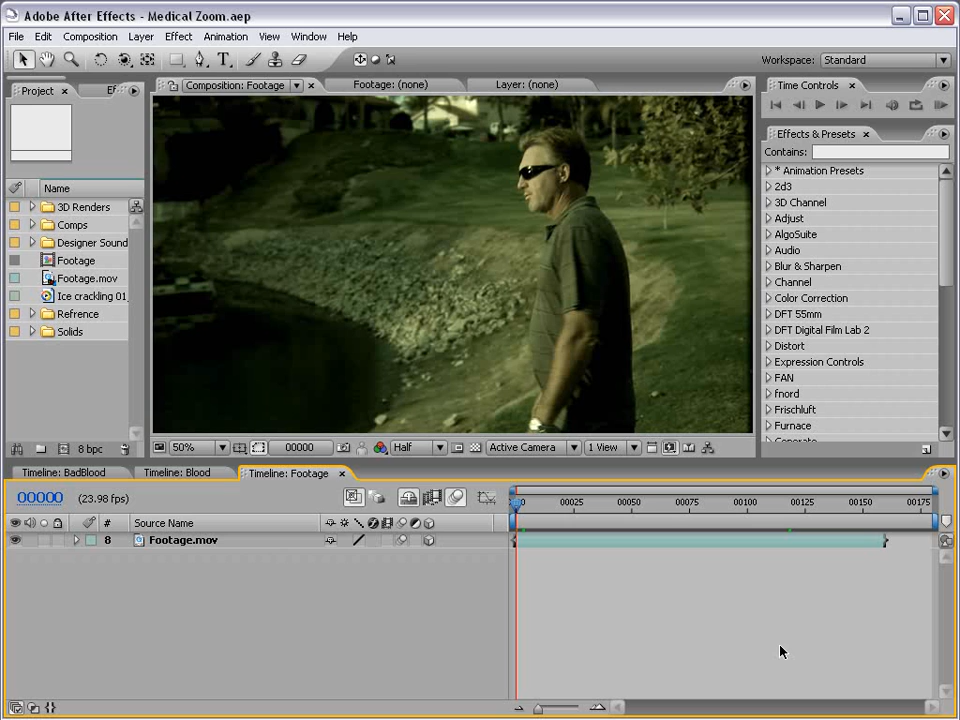 Adobe After Effects - Medical Zoom.aep
File Edit Composition Layer Effect Animation View Window Help
Workspace: Standard
Project
Ef
Composition: Footage
Footage: (none)
Layer: (none)
Time Controls
Effects & Presets
Contains:
Name
3D Renders
Comps
Designer Sound
Footage
Footage.mov
Ice crackling 01.
Refrence
Solids
* Animation Presets
2d3
3D Channel
Adjust
AlgoSuite
Audio
Blur & Sharpen
Channel
Color Correction
DFT 55mm
DFT Digital Film Lab 2
Distort
Expression Controls
FAN
fnord
Frischluft
Furnace
Generate
8 bpc
50% 00000 Half Active Camera 1 View
Timeline: BadBlood Timeline: Blood Timeline: Footage
00000 (23.98 fps)
00025 00050 00075 00100 00125 00150 00175
# Source Name
8 Footage.mov